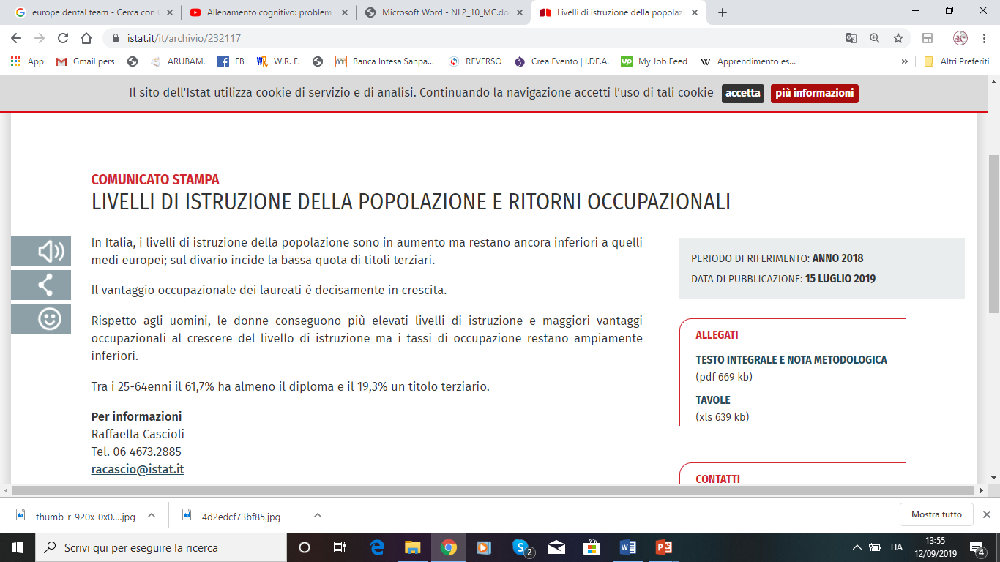 europe dental team - Cerca con G
Allenamento cognitivo: problem
Microsoft Word - NL2_10_MC.do
Livelli di istruzione della popolaz
istat.it/it/archivio/232117
App
Gmail pers
ARUBAM.
FB
W.R. F.
Banca Intesa Sanpa...
REVERSO
Crea Evento | I.DE.A.
My Job Feed
Apprendimento es...
Altri Preferiti
Il sito dell'Istat utilizza cookie di servizio e di analisi. Continuando la navigazione accetti l'uso di tali cookie accetta più informazioni
COMUNICATO STAMPA
LIVELLI DI ISTRUZIONE DELLA POPOLAZIONE E RITORNI OCCUPAZIONALI
In Italia, i livelli di istruzione della popolazione sono in aumento ma restano ancora inferiori a quelli
medi europei; sul divario incide la bassa quota di titoli terziari.
Il vantaggio occupazionale dei laureati è decisamente in crescita.
Rispetto agli uomini, le donne conseguono più elevati livelli di istruzione e maggiori vantaggi
occupazionali al crescere del livello di istruzione ma i tassi di occupazione restano ampiamente
inferiori.
Tra i 25-64enni il 61,7% ha almeno il diploma e il 19,3% un titolo terziario.
Per informazioni
Raffaella Cascioli
Tel. 06 4673.2885
racascio@istat.it
PERIODO DI RIFERIMENTO: ANNO 2018
DATA DI PUBBLICAZIONE: 15 LUGLIO 2019
ALLEGATI
TESTO INTEGRALE E NOTA METODOLOGICA
(pdf 669 kb)
TAVOLE
(xls 639 kb)
CONTATTI
thumb-r-920x-0x0....jpg
4d2edcf73bf85.jpg
Mostra tutto
Scrivi qui per eseguire la ricerca
2
ITA
13:55
12/09/2019
4